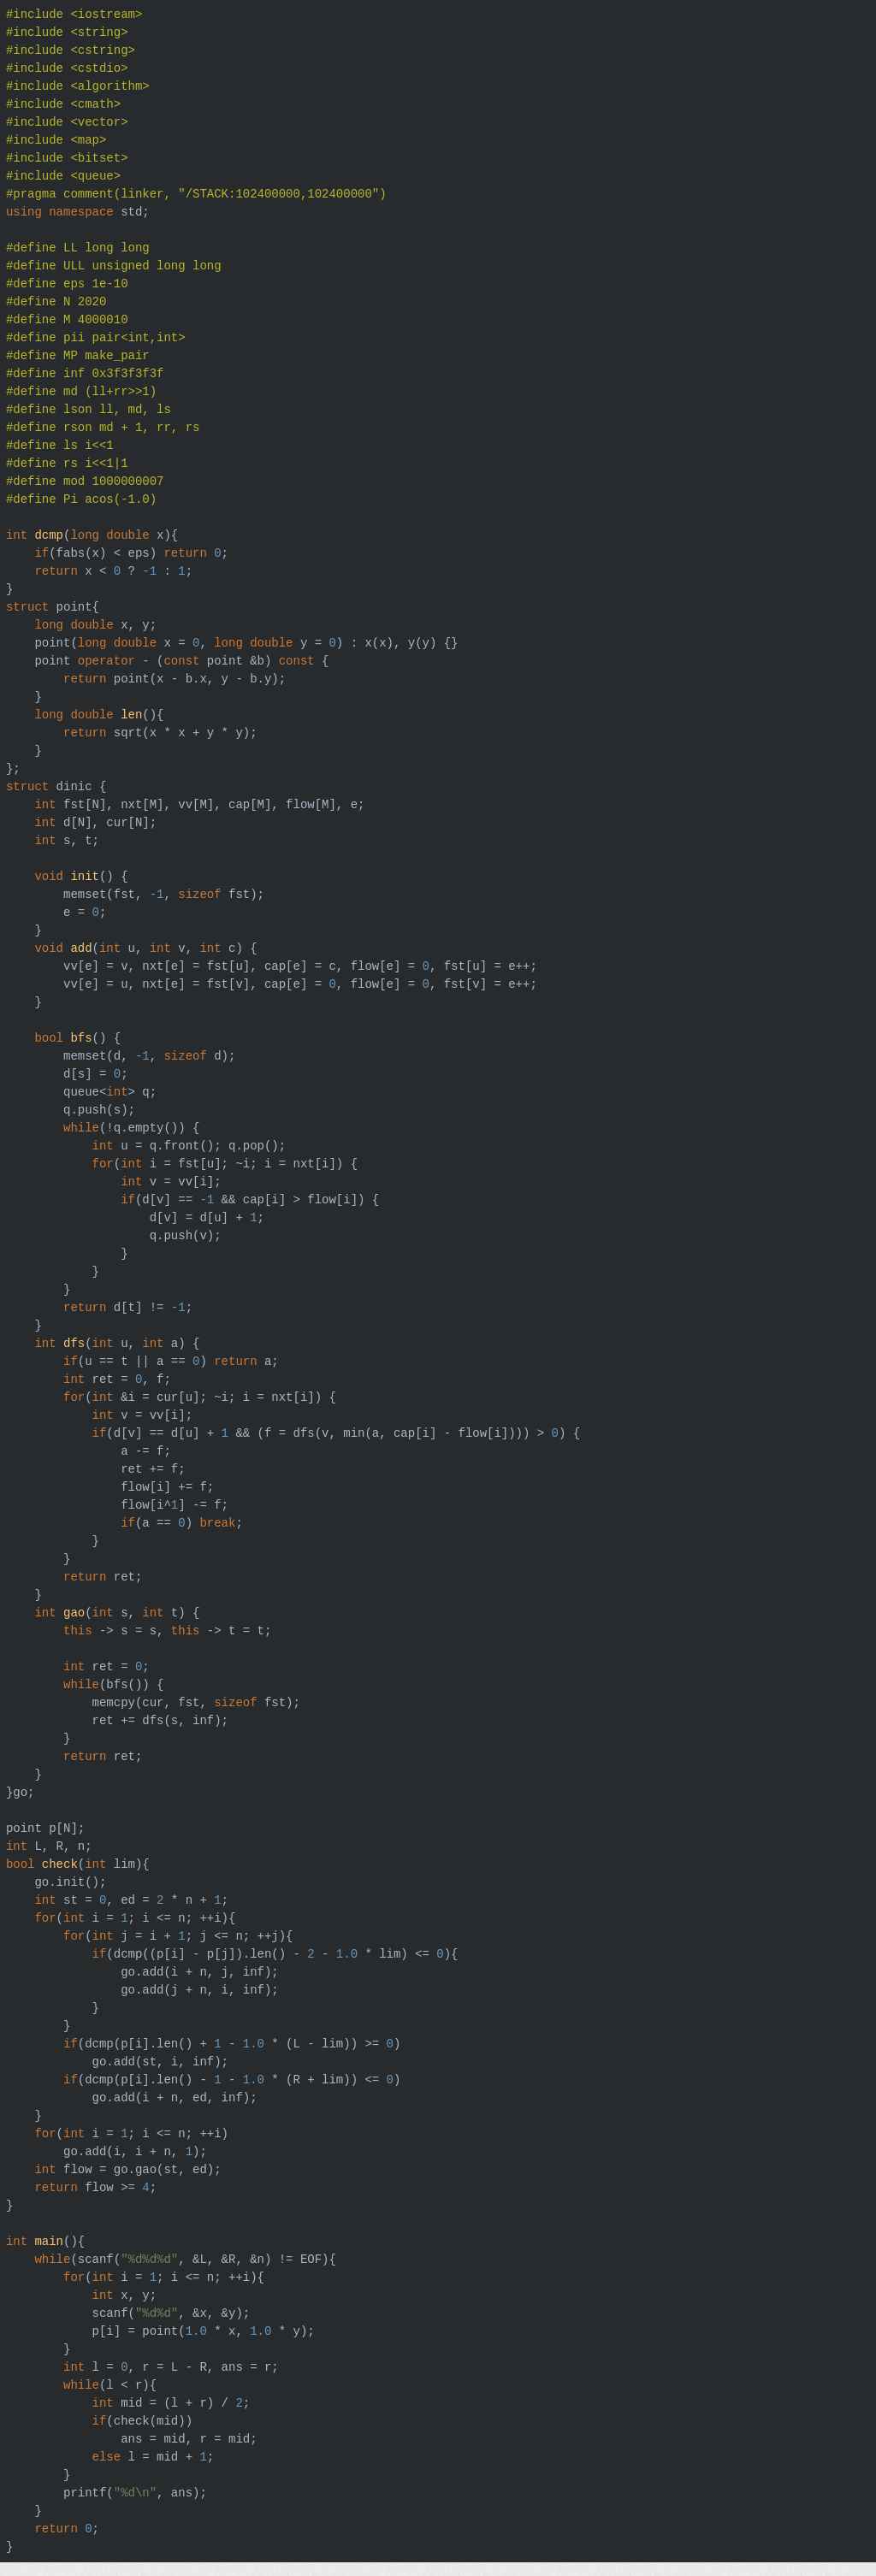 #include <iostream>
#include <string>
#include <cstring>
#include <cstdio>
#include <algorithm>
#include <cmath>
#include <vector>
#include <map>
#include <bitset>
#include <queue>
#pragma comment(linker, "/STACK:102400000,102400000")
using namespace std;

#define LL long long
#define ULL unsigned long long
#define eps 1e-10
#define N 2020
#define M 4000010
#define pii pair<int,int>
#define MP make_pair
#define inf 0x3f3f3f3f
#define md (ll+rr>>1)
#define lson ll, md, ls
#define rson md + 1, rr, rs
#define ls i<<1
#define rs i<<1|1
#define mod 1000000007
#define Pi acos(-1.0)

int dcmp(long double x){
    if(fabs(x) < eps) return 0;
    return x < 0 ? -1 : 1;
}
struct point{
    long double x, y;
    point(long double x = 0, long double y = 0) : x(x), y(y) {}
    point operator - (const point &b) const {
        return point(x - b.x, y - b.y);
    }
    long double len(){
        return sqrt(x * x + y * y);
    }
};
struct dinic {
    int fst[N], nxt[M], vv[M], cap[M], flow[M], e;
    int d[N], cur[N];
    int s, t;

    void init() {
        memset(fst, -1, sizeof fst);
        e = 0;
    }
    void add(int u, int v, int c) {
        vv[e] = v, nxt[e] = fst[u], cap[e] = c, flow[e] = 0, fst[u] = e++;
        vv[e] = u, nxt[e] = fst[v], cap[e] = 0, flow[e] = 0, fst[v] = e++;
    }

    bool bfs() {
        memset(d, -1, sizeof d);
        d[s] = 0;
        queue<int> q;
        q.push(s);
        while(!q.empty()) {
            int u = q.front(); q.pop();
            for(int i = fst[u]; ~i; i = nxt[i]) {
                int v = vv[i];
                if(d[v] == -1 && cap[i] > flow[i]) {
                    d[v] = d[u] + 1;
                    q.push(v);
                }
            }
        }
        return d[t] != -1;
    }
    int dfs(int u, int a) {
        if(u == t || a == 0) return a;
        int ret = 0, f;
        for(int &i = cur[u]; ~i; i = nxt[i]) {
            int v = vv[i];
            if(d[v] == d[u] + 1 && (f = dfs(v, min(a, cap[i] - flow[i]))) > 0) {
                a -= f;
                ret += f;
                flow[i] += f;
                flow[i^1] -= f;
                if(a == 0) break;
            }
        }
        return ret;
    }
    int gao(int s, int t) {
        this -> s = s, this -> t = t;

        int ret = 0;
        while(bfs()) {
            memcpy(cur, fst, sizeof fst);
            ret += dfs(s, inf);
        }
        return ret;
    }
}go;

point p[N];
int L, R, n;
bool check(int lim){
    go.init();
    int st = 0, ed = 2 * n + 1;
    for(int i = 1; i <= n; ++i){
        for(int j = i + 1; j <= n; ++j){
            if(dcmp((p[i] - p[j]).len() - 2 - 1.0 * lim) <= 0){
                go.add(i + n, j, inf);
                go.add(j + n, i, inf);
            }
        }
        if(dcmp(p[i].len() + 1 - 1.0 * (L - lim)) >= 0)
            go.add(st, i, inf);
        if(dcmp(p[i].len() - 1 - 1.0 * (R + lim)) <= 0)
            go.add(i + n, ed, inf);
    }
    for(int i = 1; i <= n; ++i)
        go.add(i, i + n, 1);
    int flow = go.gao(st, ed);
    return flow >= 4;
}

int main(){
    while(scanf("%d%d%d", &L, &R, &n) != EOF){
        for(int i = 1; i <= n; ++i){
            int x, y;
            scanf("%d%d", &x, &y);
            p[i] = point(1.0 * x, 1.0 * y);
        }
        int l = 0, r = L - R, ans = r;
        while(l < r){
            int mid = (l + r) / 2;
            if(check(mid))
                ans = mid, r = mid;
            else l = mid + 1;
        }
        printf("%d\n", ans);
    }
    return 0;
}